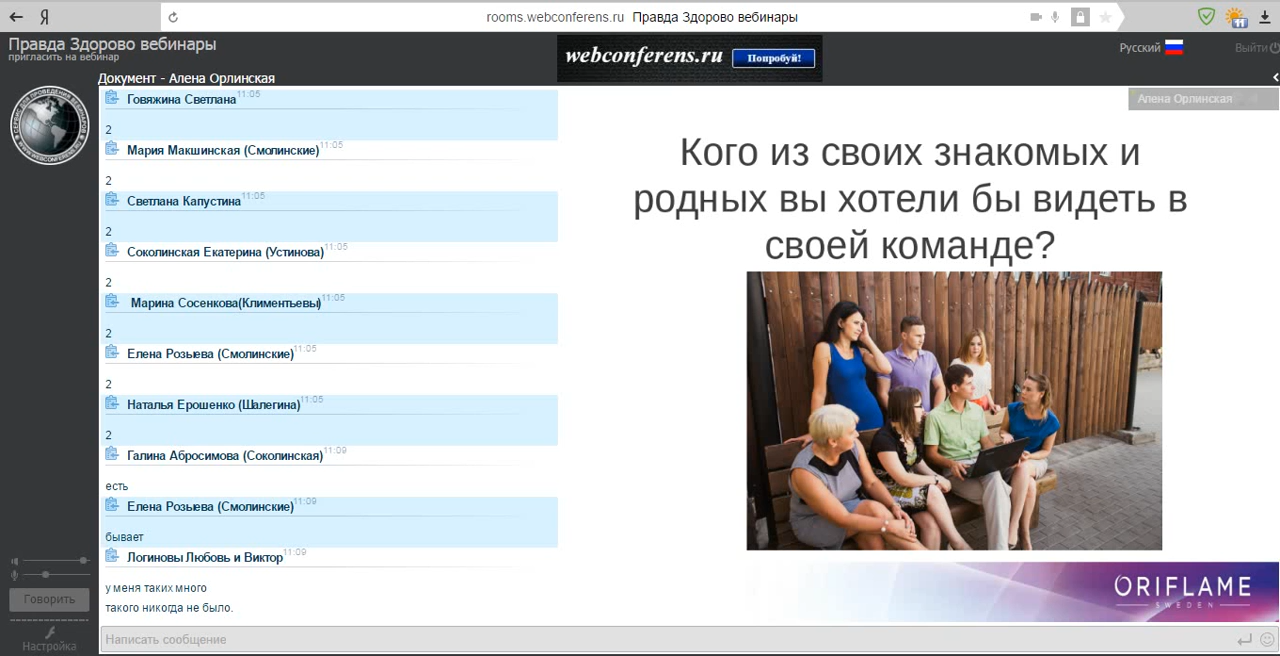 Я
rooms.webconferens.ru Правда Здорово вебинары
11
Правда Здорово вебинары
пригласить на вебинар
webconferens.ru Попробуй!
Русский
Выйти
Документ - Алена Орлинская
Алена Орлинская
Говяжина Светлана 11:05
2
Мария Макшинская (Смолинские) 11:05
2
Светлана Капустина 11:05
2
Соколинская Екатерина (Устинова) 11:05
2
Марина Сосенкова(Климентьевы) 11:05
2
Елена Розыева (Смолинские) 11:05
2
Наталья Ерошенко (Шалегина) 11:05
2
Галина Абросимова (Соколинская) 11:09
есть
Елена Розыева (Смолинские) 11:09
бывает
Логиновы Любовь и Виктор 11:09
у меня таких много
такого никогда не было.
Написать сообщение
Говорить
Настройка
Кого из своих знакомых и
родных вы хотели бы видеть в
своей команде?
ORIFLAME
SWEDEN